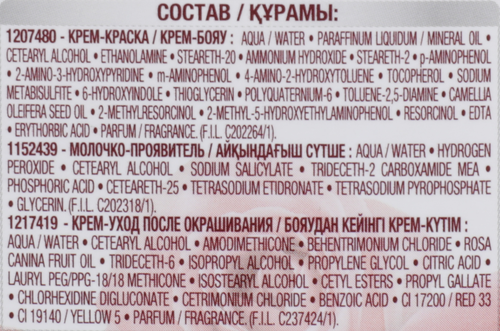 СОСТАВ / ҚҰРАМЫ:
1207480 - КРЕМ-КРАСКА / КРЕМ-БОЯУ : AQUA / WATER • PARAFFINUM LIQUIDUM / MINERAL OIL •
CETEARYL ALCOHOL • ETHANOLAMINE • STEARETH-20 • AMMONIUM HYDROXIDE • STEARETH-2 • p-AMINOPHENOL
• 2-AMINO-3-HYDROXYPYRIDINE • m-AMINOPHENOL • 4-AMINO-2-HYDROXYTOLUENE • TOCOPHEROL • SODIUM
METABISULFITE • 6-HYDROXYINDOLE • THIOGLYCERIN • POLYQUATERNIUM-6 • TOLUENE-2,5-DIAMINE • CAMELLIA
OLEIFERA SEED OIL • 2-METHYLRESORCINOL • 2-METHYL-5-HYDROXYETHYLAMINOPHENOL • RESORCINOL • EDTA
• ERYTHORBIC ACID • PARFUM / FRAGRANCE. (F.I.L. C202264/1).
1152439 - МОЛОЧКО-ПРОЯВИТЕЛЬ / АЙҚЫНДАҒЫШ СҮТШЕ : AQUA / WATER • HYDROGEN
PEROXIDE • CETEARYL ALCOHOL • SODIUM SALICYLATE • TRIDECETH-2 CARBOXAMIDE MEA •
PHOSPHORIC ACID • CETEARETH-25 • TETRASODIUM ETIDRONATE • TETRASODIUM PYROPHOSPHATE
• GLYCERIN. (F.I.L. C202318/1).
1217419 - КРЕМ-УХОД ПОСЛЕ ОКРАШИВАНИЯ / БОЯУДАН КЕЙІНГІ КРЕМ-КҮТІМ :
AQUA / WATER • CETEARYL ALCOHOL • AMODIMETHICONE • BEHENTRIMONIUM CHLORIDE • ROSA
CANINA FRUIT OIL • TRIDECETH-6 • ISOPROPYL ALCOHOL • PROPYLENE GLYCOL • CITRIC ACID •
LAURYL PEG/PPG-18/18 METHICONE • ISOSTEARYL ALCOHOL • CETYL ESTERS • PROPYL GALLATE
• CHLORHEXIDINE DIGLUCONATE • CETRIMONIUM CHLORIDE • BENZOIC ACID • CI 17200 / RED 33
• CI 19140 / YELLOW 5 • PARFUM / FRAGRANCE. (F.I.L. C237424/1).